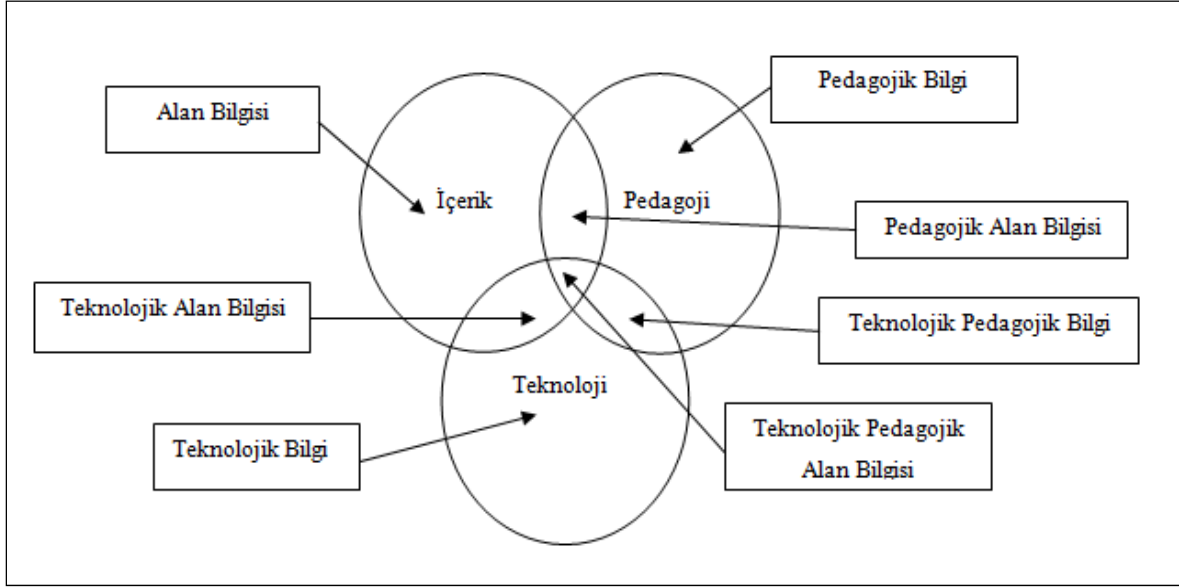 Pedagojik Bilgi
Alan Bilgisi
İçerik
Pedagoji
Pedagojik Alan Bilgisi
Teknolojik Alan Bilgisi
Teknolojik Pedagojik Bilgi
Teknoloji
Teknolojik Bilgi
Teknolojik Pedagojik
Alan Bilgisi